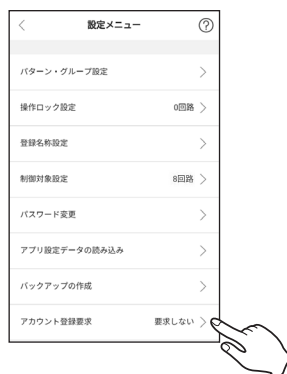 設定メニュー ?
パターン・グループ設定
操作ロック設定 0回路
登録名称設定
制御対象設定 8回路
パスワード変更
アプリ設定データの読み込み
バックアップの作成
アカウント登録要求 要求しない